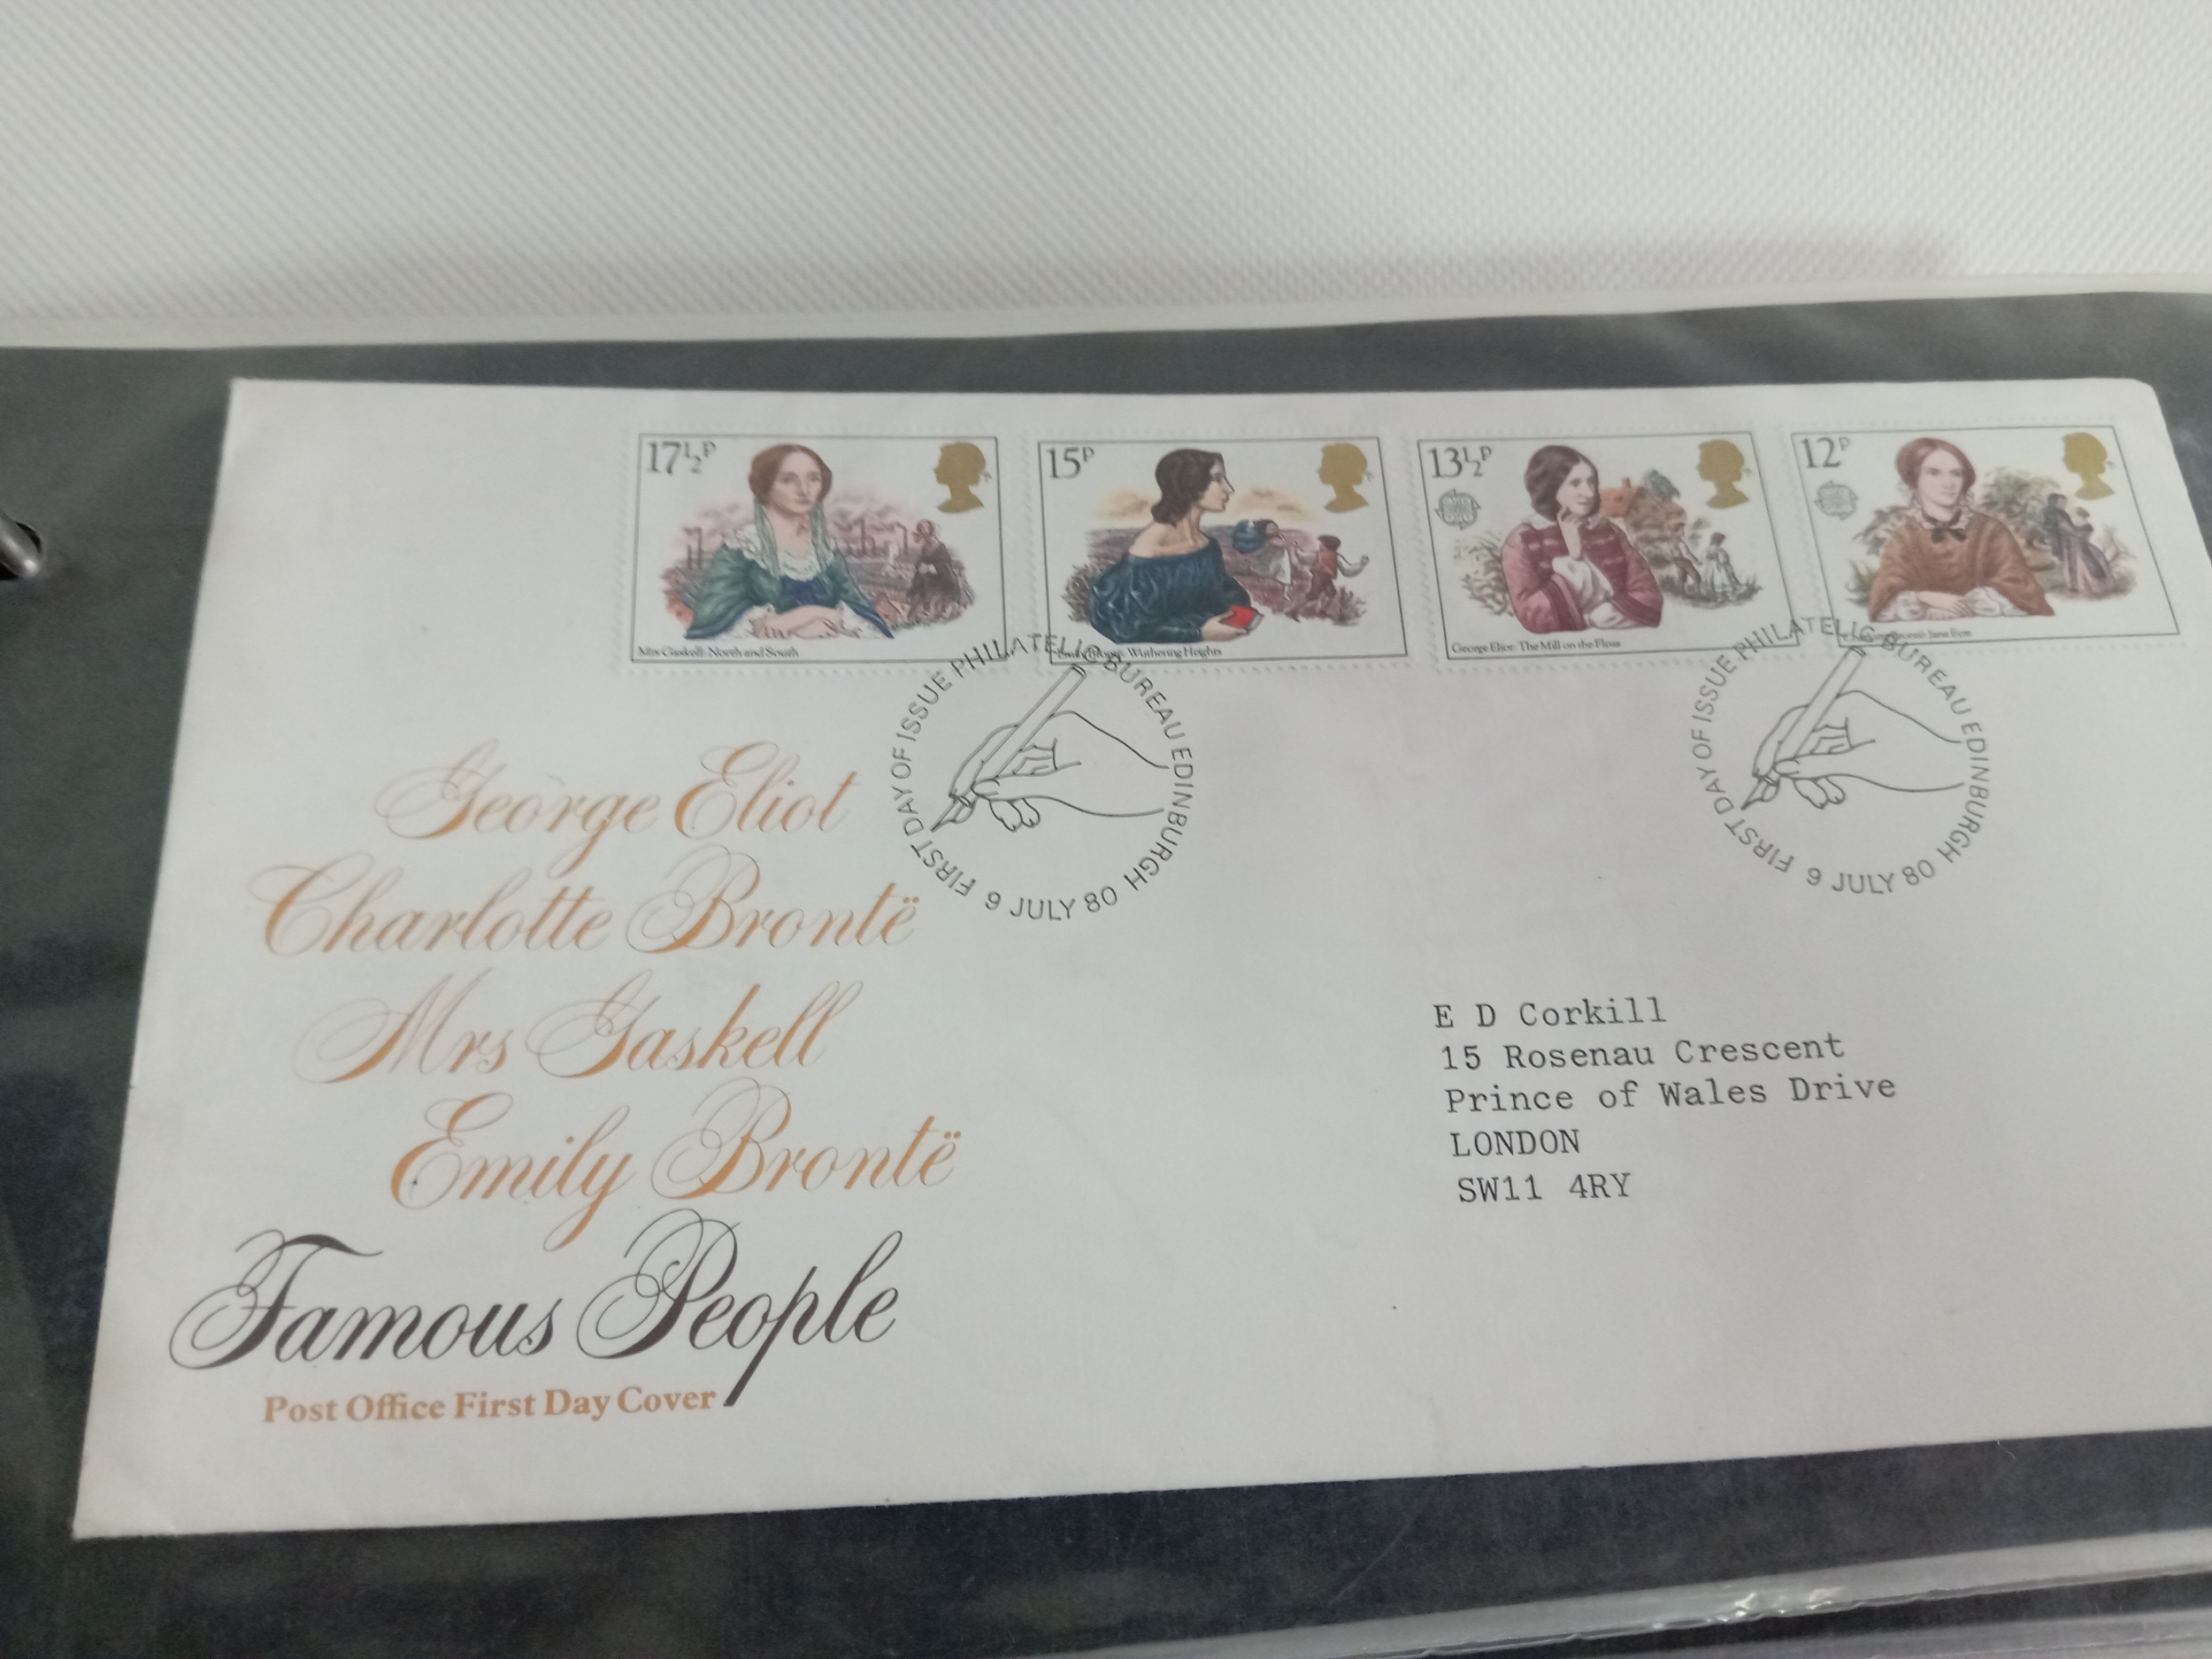 17½P
15P
13½P
12P
Mrs Gaskell: North and South
Wuthering Heights
George Eliot: The Mill on the Floss
Jane Eyre
FIRST DAY OF ISSUE PHILATELIC BUREAU EDINBURGH
9 JULY 80
FIRST DAY OF ISSUE PHILATELIC BUREAU EDINBURGH
9 JULY 80
George Eliot
Charlotte Brontë
Mrs Gaskell
Emily Brontë
Famous People
Post Office First Day Cover
E D Corkill
15 Rosenau Crescent
Prince of Wales Drive
LONDON
SW11 4RY